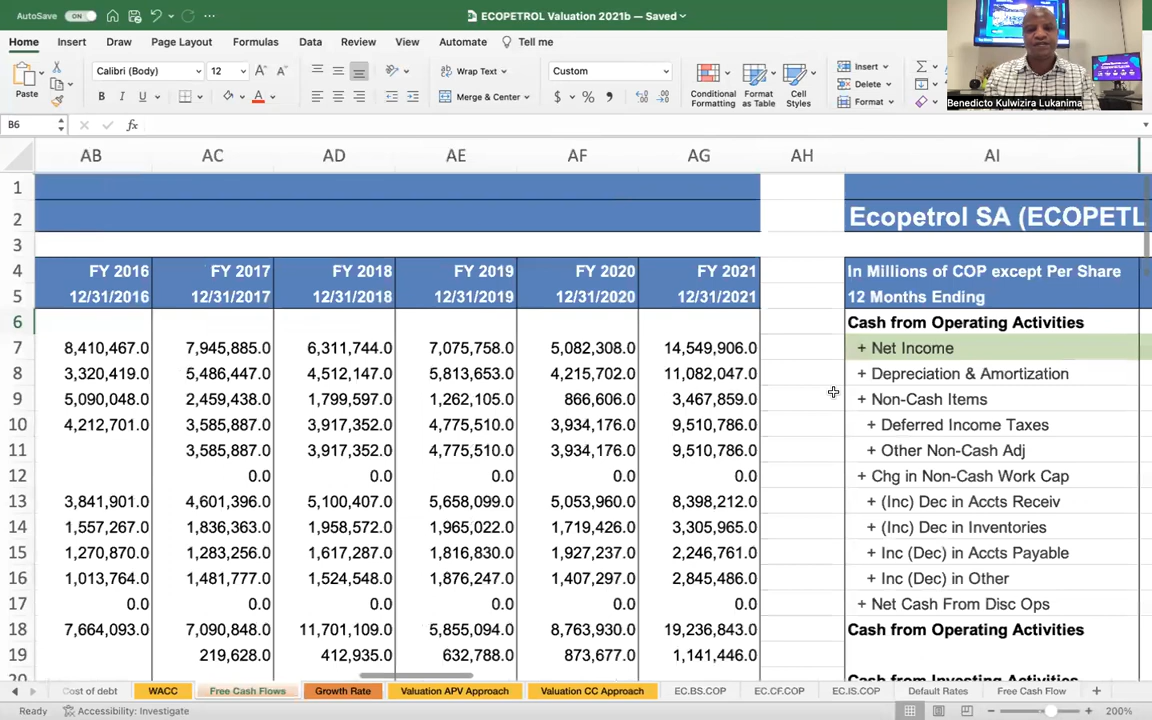 AutoSave ON ECOPETROL Valuation 2021b — Saved
Home Insert Draw Page Layout Formulas Data Review View Automate Tell me
Paste Calibri (Body) 12 A A Wrap Text Custom Conditional Formatting Format as Table Cell Styles Insert
B I U A Merge & Center $ % Delete
Format
Benedicto Kulwizira Lukanima
B6 fx
AB AC AD AE AF AG AH AI
1
2 Ecopetrol SA (ECOPETL
3
4 FY 2016 FY 2017 FY 2018 FY 2019 FY 2020 FY 2021 In Millions of COP except Per Share
5 12/31/2016 12/31/2017 12/31/2018 12/31/2019 12/31/2020 12/31/2021 12 Months Ending
6 Cash from Operating Activities
7 8,410,467.0 7,945,885.0 6,311,744.0 7,075,758.0 5,082,308.0 14,549,906.0 + Net Income
8 3,320,419.0 5,486,447.0 4,512,147.0 5,813,653.0 4,215,702.0 11,082,047.0 + Depreciation & Amortization
9 5,090,048.0 2,459,438.0 1,799,597.0 1,262,105.0 866,606.0 3,467,859.0 + Non-Cash Items
10 4,212,701.0 3,585,887.0 3,917,352.0 4,775,510.0 3,934,176.0 9,510,786.0 + Deferred Income Taxes
11 3,585,887.0 3,917,352.0 4,775,510.0 3,934,176.0 9,510,786.0 + Other Non-Cash Adj
12 0.0 0.0 0.0 0.0 0.0 + Chg in Non-Cash Work Cap
13 3,841,901.0 4,601,396.0 5,100,407.0 5,658,099.0 5,053,960.0 8,398,212.0 + (Inc) Dec in Accts Receiv
14 1,557,267.0 1,836,363.0 1,958,572.0 1,965,022.0 1,719,426.0 3,305,965.0 + (Inc) Dec in Inventories
15 1,270,870.0 1,283,256.0 1,617,287.0 1,816,830.0 1,927,237.0 2,246,761.0 + Inc (Dec) in Accts Payable
16 1,013,764.0 1,481,777.0 1,524,548.0 1,876,247.0 1,407,297.0 2,845,486.0 + Inc (Dec) in Other
17 0.0 0.0 0.0 0.0 0.0 0.0 + Net Cash From Disc Ops
18 7,664,093.0 7,090,848.0 11,701,109.0 5,855,094.0 8,763,930.0 19,236,843.0 Cash from Operating Activities
19 219,628.0 412,935.0 632,788.0 873,677.0 1,141,446.0
Cost of debt WACC Free Cash Flows Growth Rate Valuation APV Approach Valuation CC Approach EC.BS.COP EC.CF.COP EC.IS.COP Default Rates Free Cash Flow +
Ready Accessibility: Investigate 200%